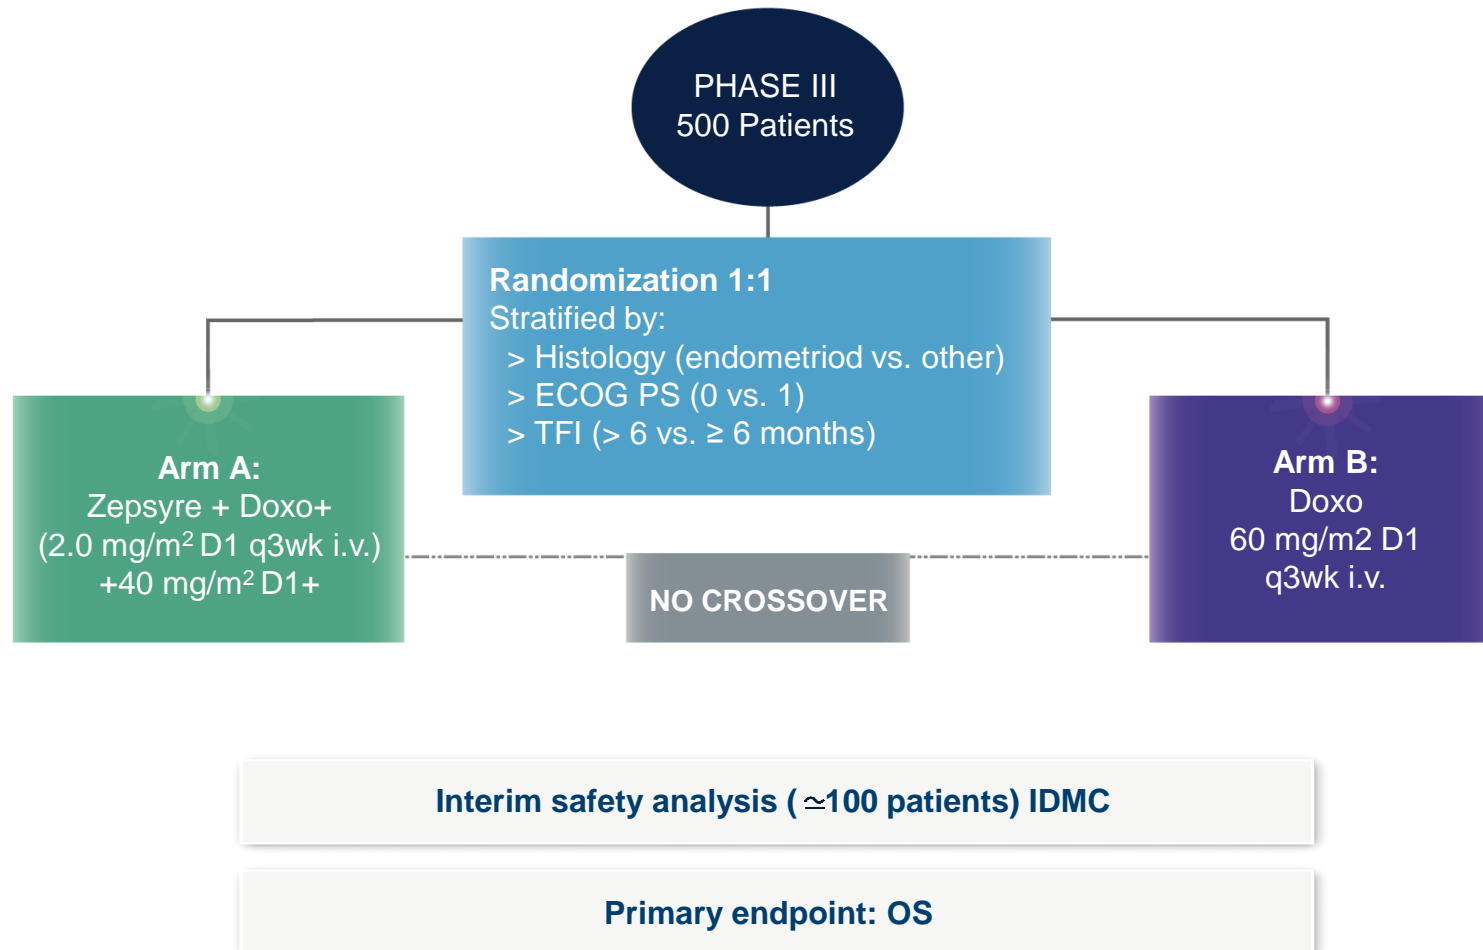 PHASE III
500 Patients
Randomization 1:1
Stratified by:
> Histology (endometriod vs. other)
> ECOG PS (0 vs. 1)
> TFI (> 6 vs. ≥ 6 months)
Arm A:
Zepsyre + Doxo+
(2.0 mg/m² D1 q3wk i.v.)
+40 mg/m² D1+
NO CROSSOVER
Arm B:
Doxo
60 mg/m2 D1
q3wk i.v.
Interim safety analysis ( ≃100 patients) IDMC
Primary endpoint: OS